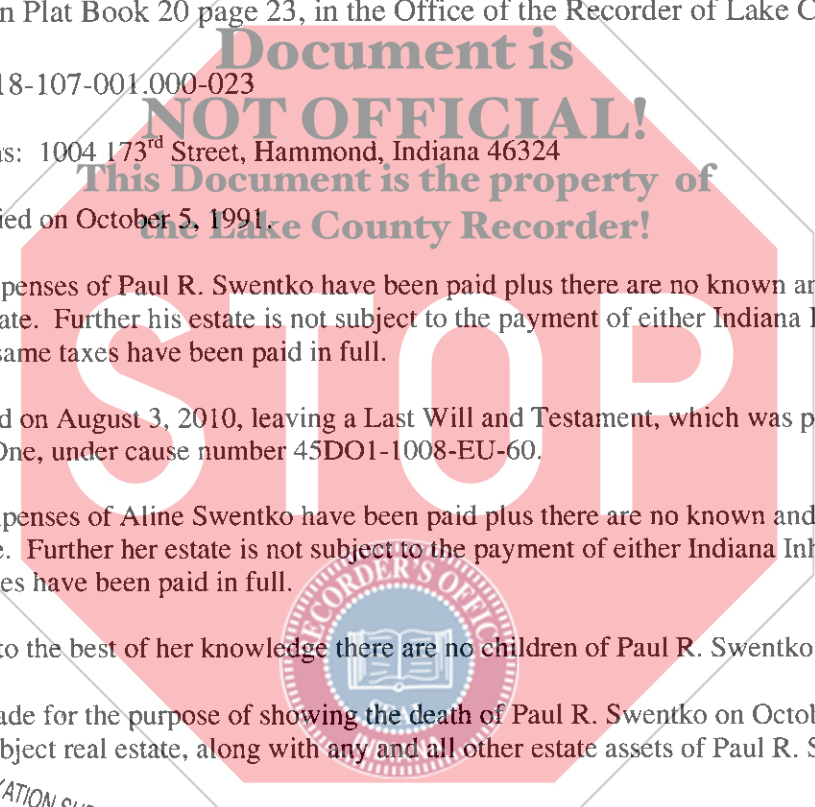 n Plat Book 20 page 23, in the Office of the Recorder of Lake C
Document is
18-107-001.000-023
NOT OFFICIAL!
as: 1004 173rd Street, Hammond, Indiana 46324
This Document is the property of
ied on October 5, 1991.
the Lake County Recorder!
penses of Paul R. Swentko have been paid plus there are no known an
ate. Further his estate is not subject to the payment of either Indiana I
same taxes have been paid in full.
STOP
d on August 3, 2010, leaving a Last Will and Testament, which was p
One, under cause number 45DO1-1008-EU-60.
penses of Aline Swentko have been paid plus there are no known and
e. Further her estate is not subject to the payment of either Indiana Inh
es have been paid in full.
RECORDER'S OFFIC
to the best of her knowledge there are no children of Paul R. Swentko
SEAL
ade for the purpose of showing the death of Paul R. Swentko on Octob
bject real estate, along with any and all other estate assets of Paul R. S